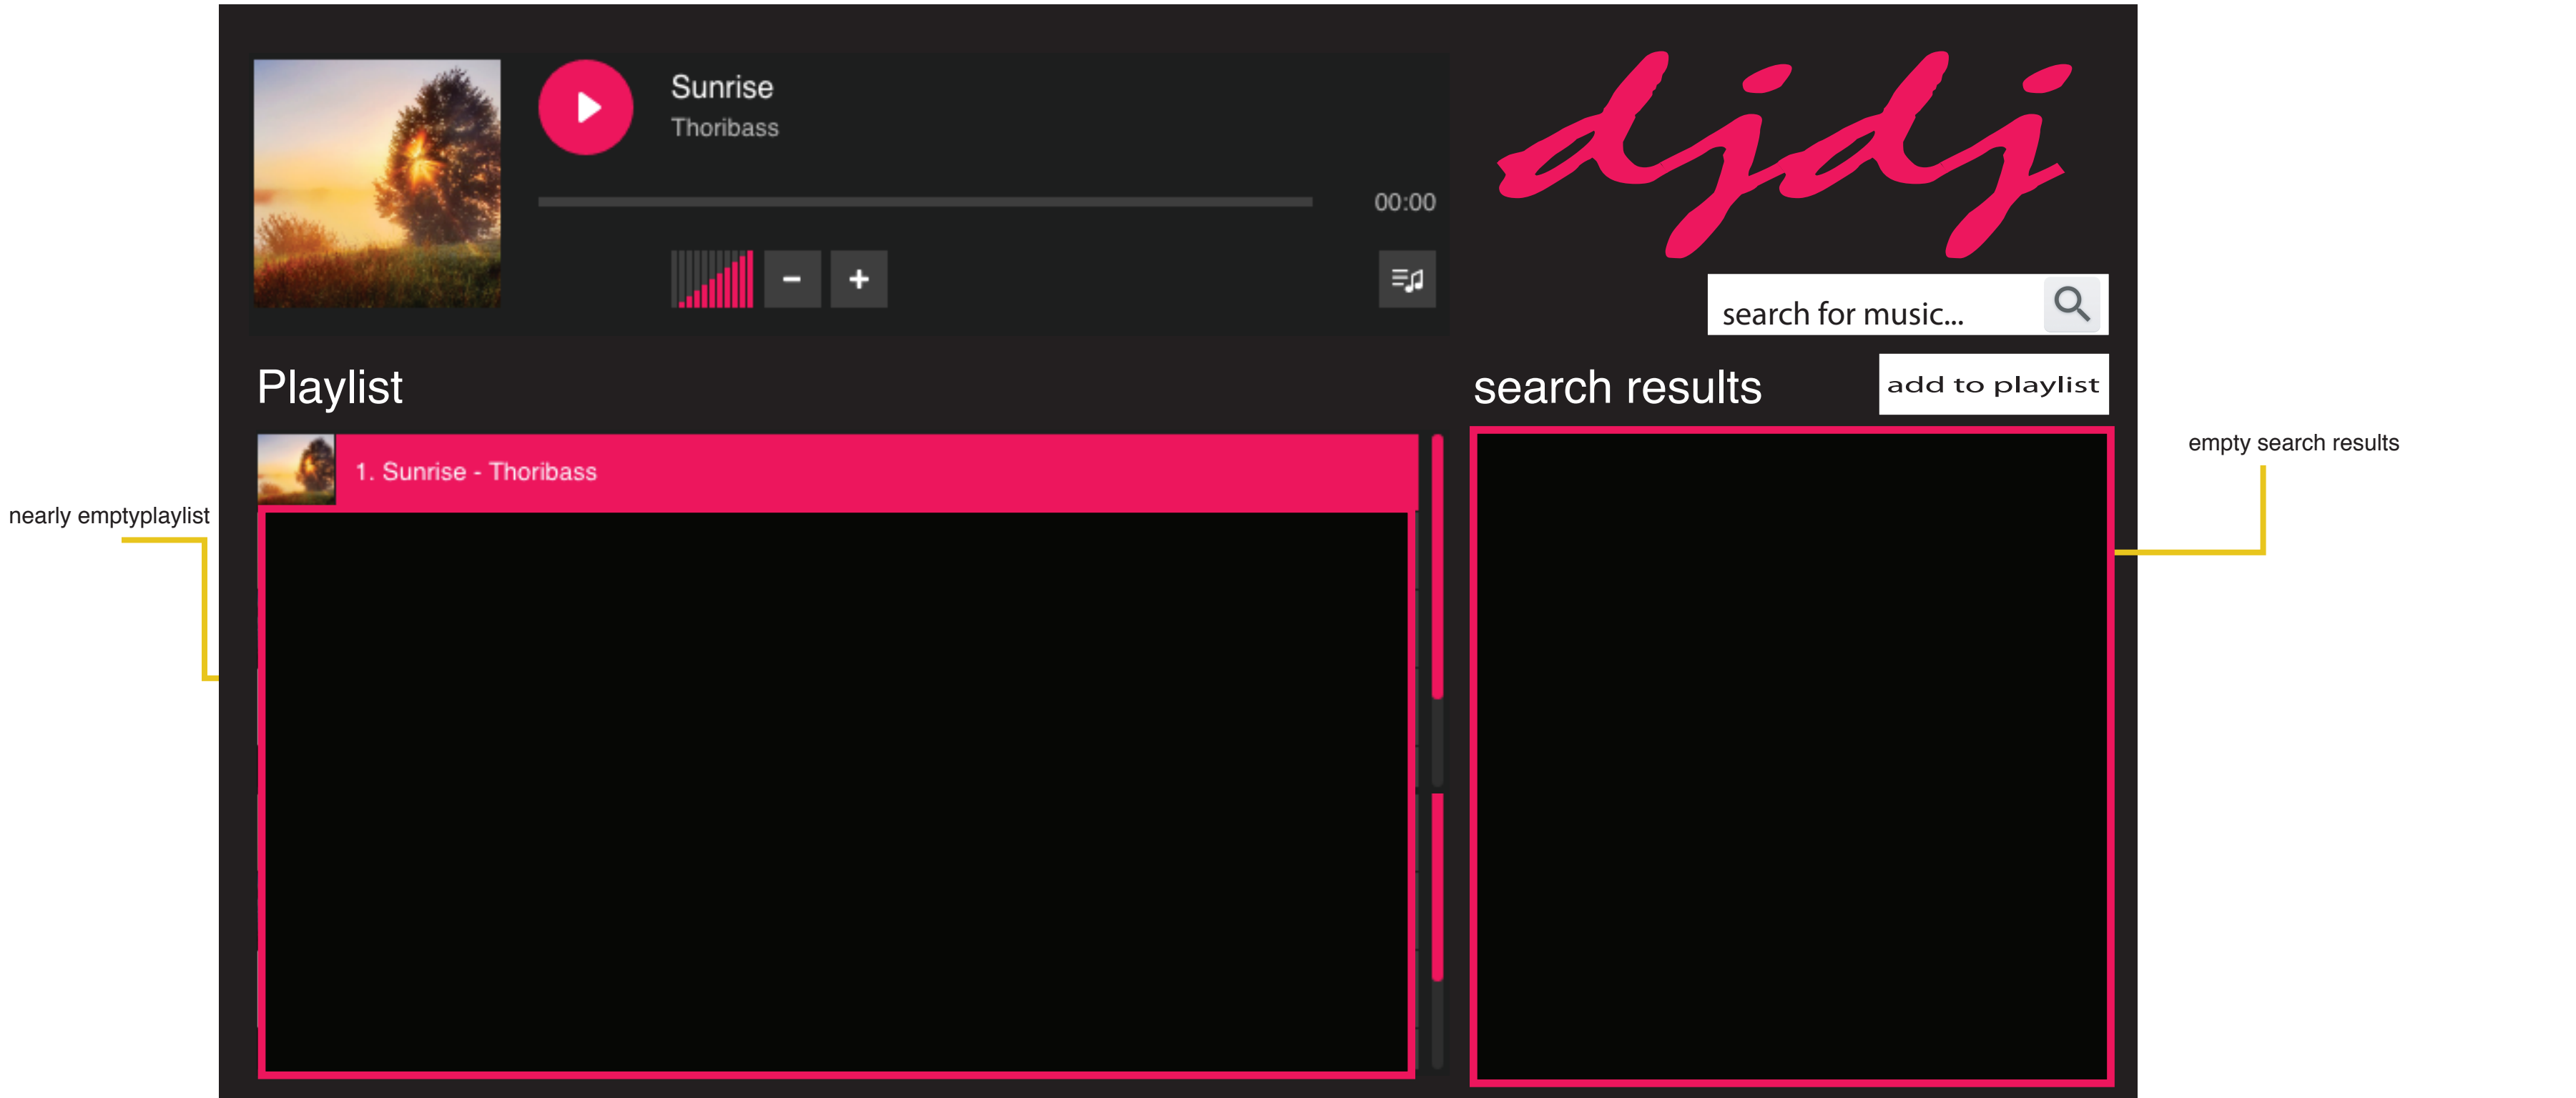 Sunrise
Thoribass
djdj
00:00
search for music...
Playlist
search results
add to playlist
1. Sunrise - Thoribass
empty search results
nearly emptyplaylist